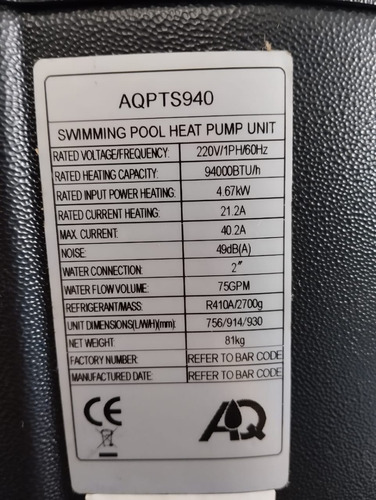 AQPTS940
SWIMMING POOL HEAT PUMP UNIT
RATED VOLTAGE/FREQUENCY: 220V/1PH/60Hz
RATED HEATING CAPACITY: 94000BTU/h
RATED INPUT POWER HEATING: 4.67kW
RATED CURRENT HEATING: 21.2A
MAX. CURRENT: 40.2A
NOISE: 49dB(A)
WATER CONNECTION: 2″
WATER FLOW VOLUME: 75GPM
REFRIGERANT/MASS: R410A/2700g
UNIT DIMENSIONS(L/W/H)(mm): 756/914/930
NET WEIGHT: 81kg
FACTORY NUMBER: REFER TO BAR CODE
MANUFACTURED DATE: REFER TO BAR CODE
CE AQ